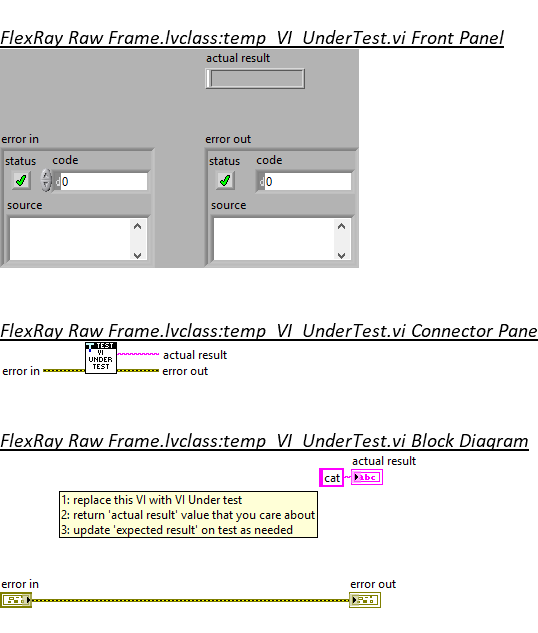 FlexRay Raw Frame.lvclass:temp_VI_UnderTest.vi Front Panel
actual result
error in
error out
status code
status code
0
0
source
source
FlexRay Raw Frame.lvclass:temp_VI_UnderTest.vi Connector Pane
TEST
VI
UNDER
TEST
actual result
error in
error out
FlexRay Raw Frame.lvclass:temp_VI_UnderTest.vi Block Diagram
actual result
cat
abc
1: replace this VI with VI Under test
2: return 'actual result' value that you care about
3: update 'expected result' on test as needed
error in
error out